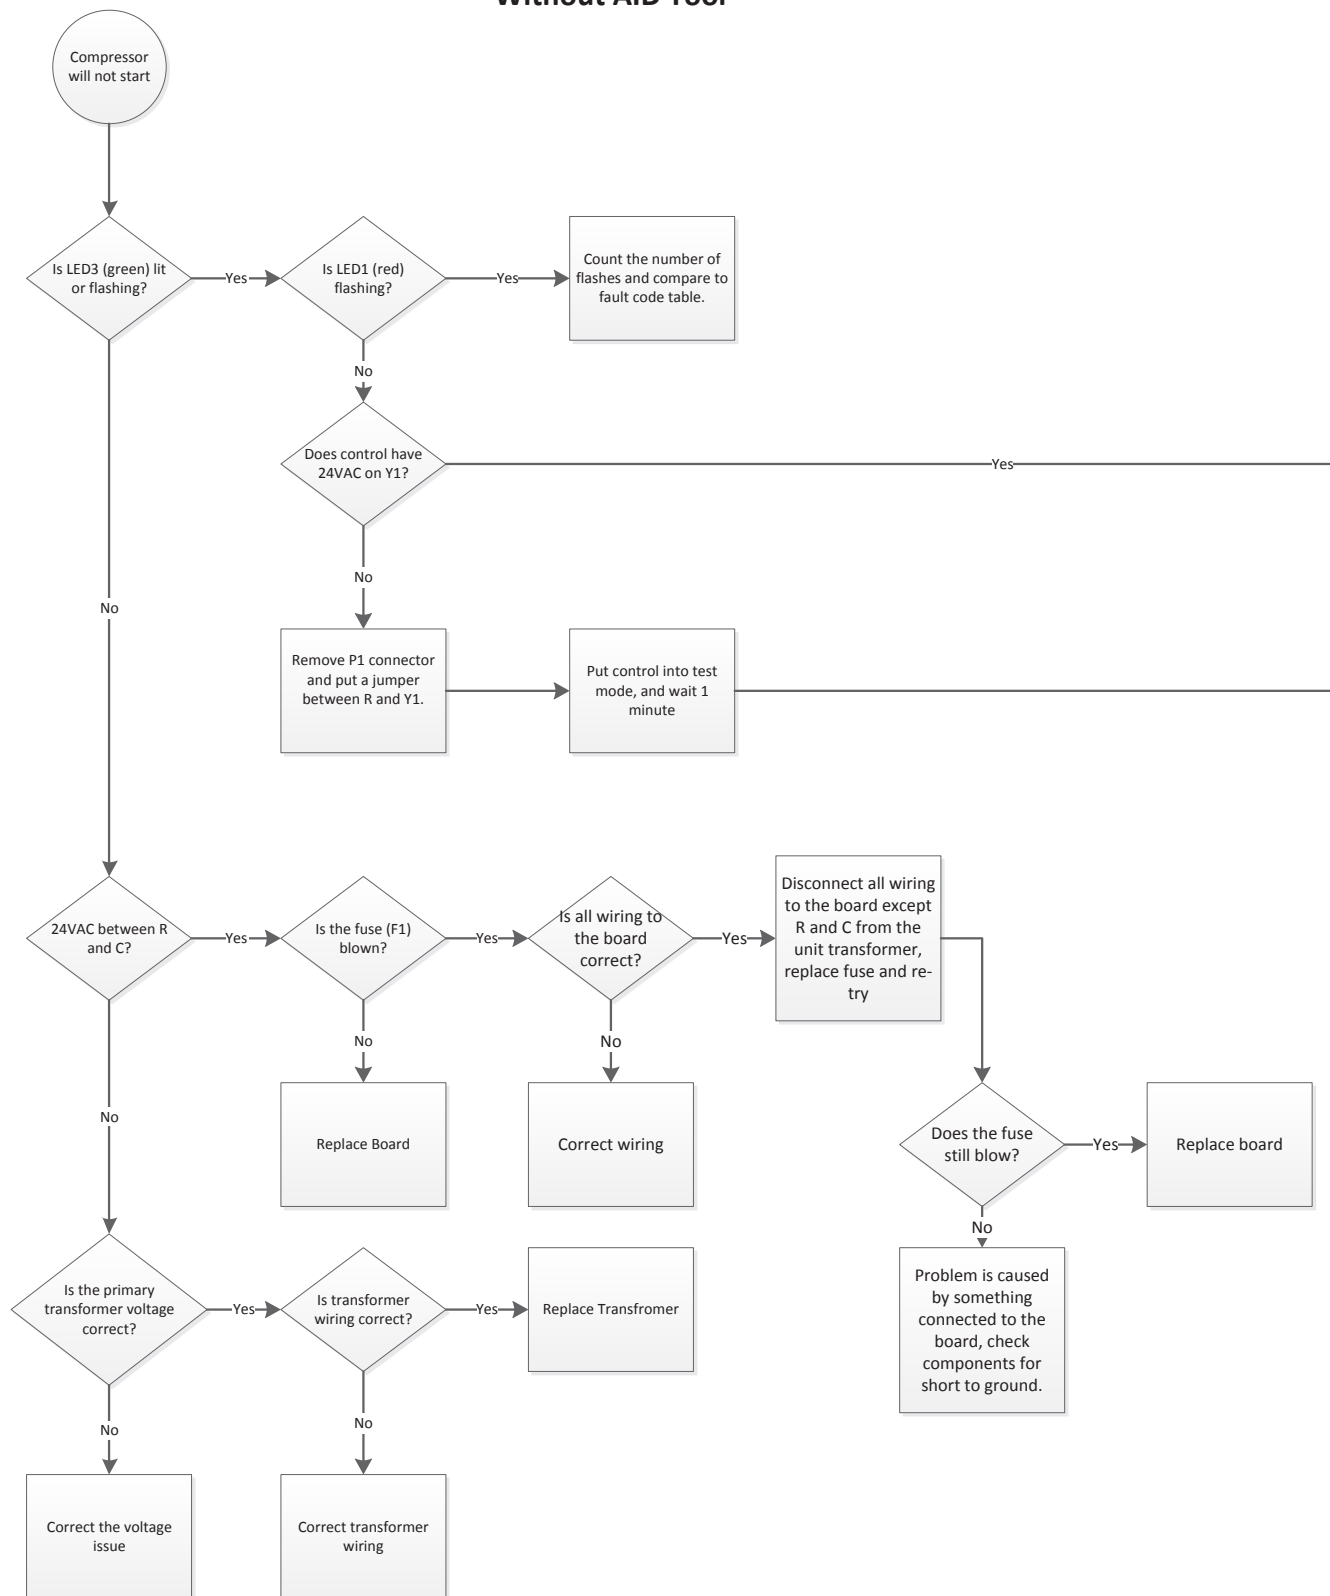 Without AID Tool
Compressor
will not start
Is LED3 (green) lit
or flashing?
Yes
Is LED1 (red)
flashing?
Yes
Count the number of
flashes and compare to
fault code table.
No
Does control have
24VAC on Y1?
Yes
No
No
Remove P1 connector
and put a jumper
between R and Y1.
Put control into test
mode, and wait 1
minute
24VAC between R
and C?
Yes
Is the fuse (F1)
blown?
Yes
Is all wiring to
the board
correct?
Yes
Disconnect all wiring
to the board except
R and C from the
unit transformer,
replace fuse and re-
try
No
No
No
Replace Board
Correct wiring
Does the fuse
still blow?
Yes
Replace board
No
Is the primary
transformer voltage
correct?
Yes
Is transformer
wiring correct?
Yes
Replace Transfromer
Problem is caused
by something
connected to the
board, check
components for
short to ground.
No
No
Correct the voltage
issue
Correct transformer
wiring